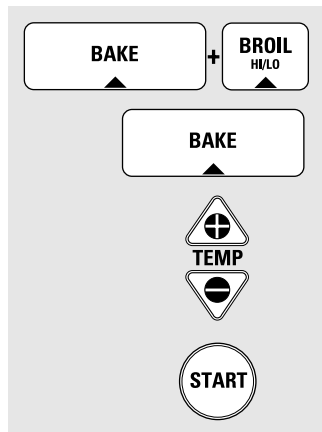 BAKE + BROIL
HI/LO
BAKE
+
TEMP
−
START